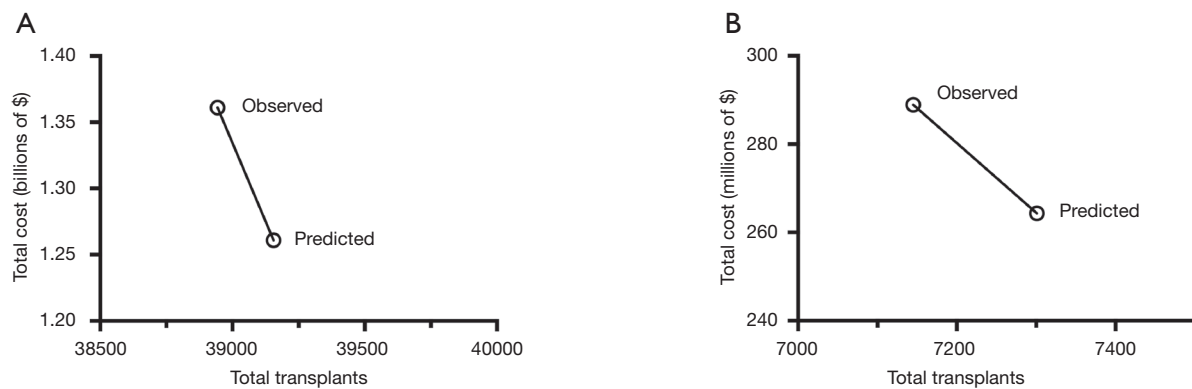 A
Total cost (billions of $)
1.40
1.35
1.30
1.25
1.20
Observed
Predicted
38500 39000 39500 40000
Total transplants
B
Total cost (millions of $)
300
280
260
240
Observed
Predicted
7000 7200 7400
Total transplants